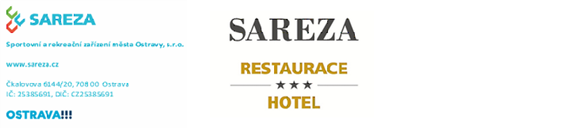 SAREZA
Sportovní a rekreační zařízení města Ostravy, s.r.o.
www.sareza.cz
Čkalovova 6144/20, 708 00 Ostrava
IČ: 25385691, DIČ: CZ25385691
OSTRAVA!!!
SAREZA
RESTAURACE
HOTEL